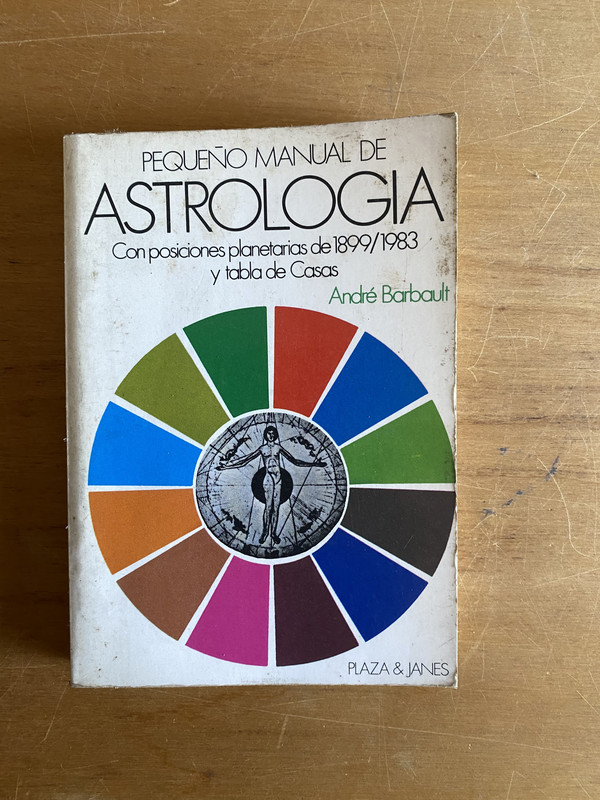 PEQUEÑO MANUAL DE
ASTROLOGIA
Con posiciones planetarias de 1899/1983
y tabla de Casas
André Barbault
PLAZA & JANES